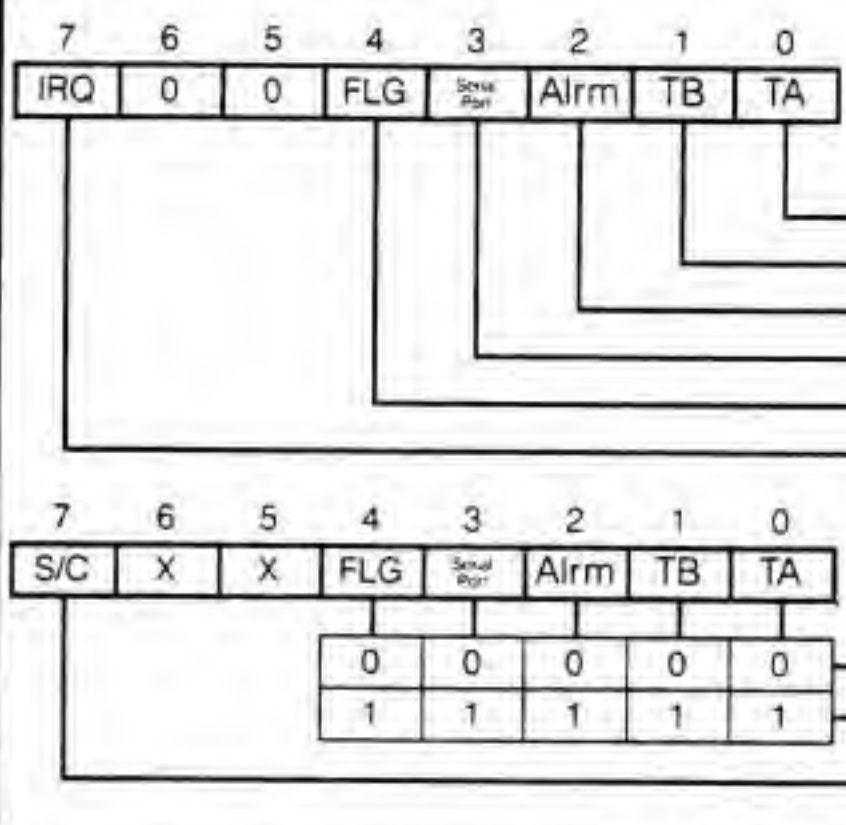 7 6 5 4 3 2 1 0
IRQ 0 0 FLG Serial Port Alrm TB TA
7 6 5 4 3 2 1 0
S/C X X FLG Serial Port Alrm TB TA
0 0 0 0 0
1 1 1 1 1